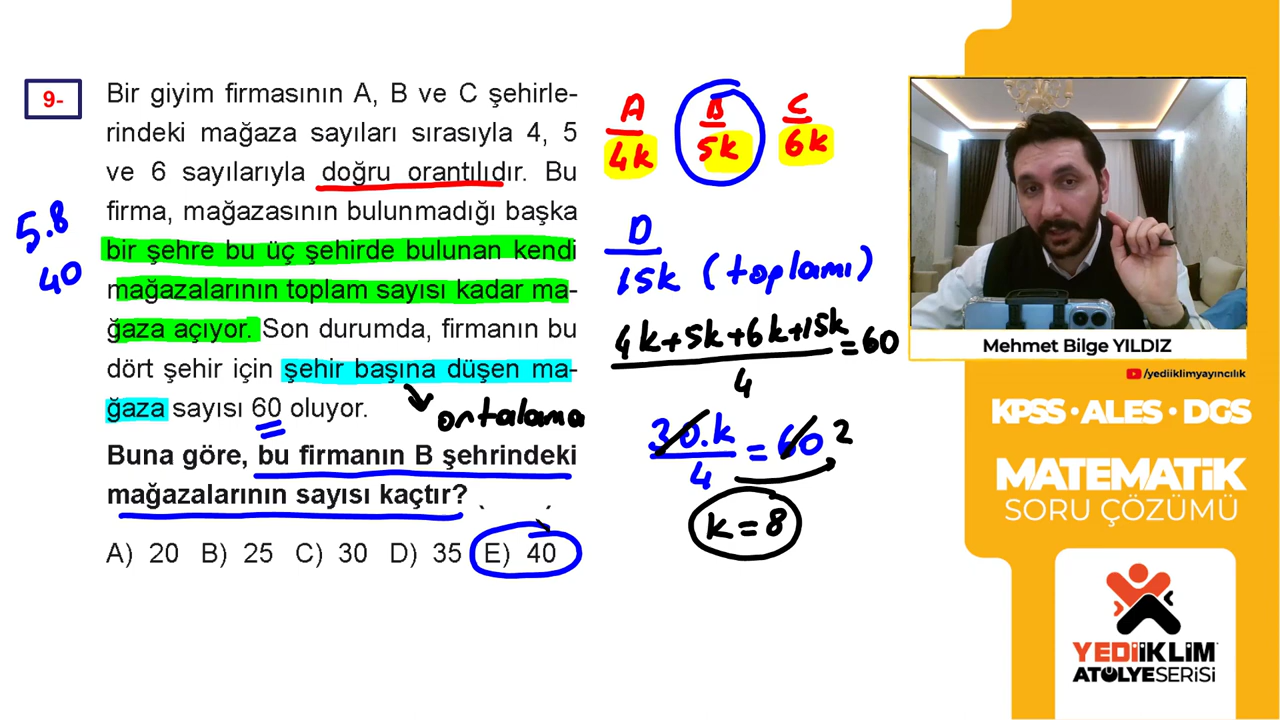 9-
Bir giyim firmasının A, B ve C şehirle-
rindeki mağaza sayıları sırasıyla 4, 5
ve 6 sayılarıyla doğru orantılıdır. Bu
firma, mağazasının bulunmadığı başka
bir şehre bu üç şehirde bulunan kendi
mağazalarının toplam sayısı kadar ma-
ğaza açıyor. Son durumda, firmanın bu
dört şehir için şehir başına düşen ma-
ğaza sayısı 60 oluyor.
Buna göre, bu firmanın B şehrindeki
mağazalarının sayısı kaçtır?
A) 20 B) 25 C) 30 D) 35 E) 40
5.8
40
ortalama
A B C
4k 5k 6k
D
15k (toplamı)
4k+5k+6k+15k
=60
4
30.k = 60 2
4
k=8
Mehmet Bilge YILDIZ
/yediiklimyayincilik
KPSS • ALES • DGS
MATEMATİK
SORU ÇÖZÜMÜ
YEDİİKLİM
ATÖLYESERİSİ